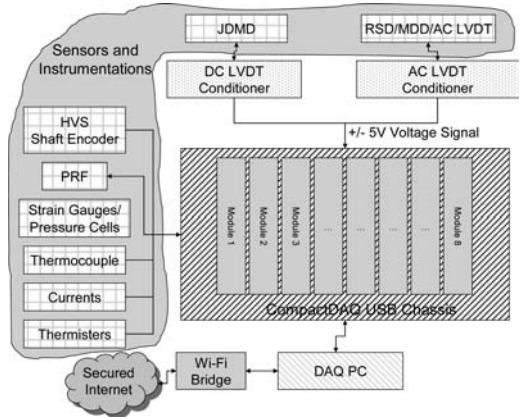 Sensors and
Instrumentations
JDMD
RSD/MDD/AC LVDT
DC LVDT
Conditioner
AC LVDT
Conditioner
+/- 5V Voltage Signal
HVS
Shaft Encoder
PRF
Strain Gauges/
Pressure Cells
Thermocouple
Currents
Thermisters
Module 1
Module 2
Module 3
...
...
...
...
Module 8
CompactDAQ USB Chassis
Secured
Internet
Wi-Fi
Bridge
DAQ PC